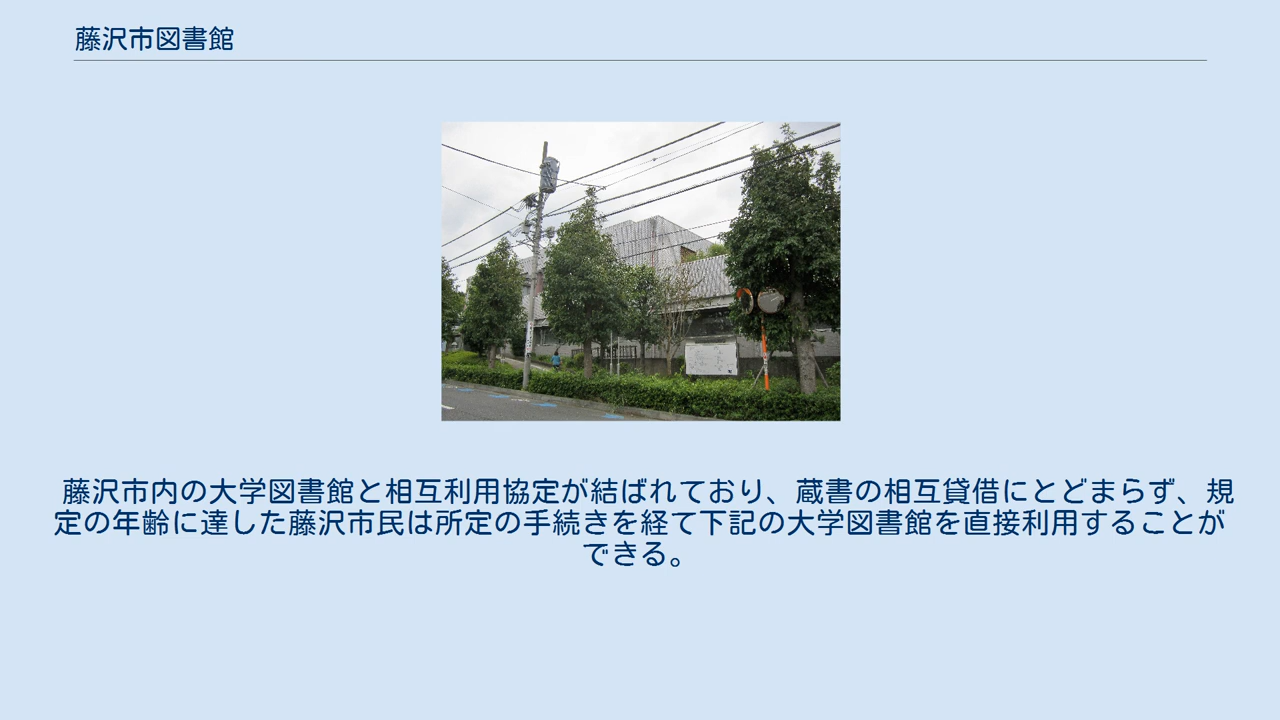 藤沢市図書館
藤沢市内の大学図書館と相互利用協定が結ばれており、蔵書の相互貸借にとどまらず、規
定の年齢に達した藤沢市民は所定の手続きを経て下記の大学図書館を直接利用することが
できる。